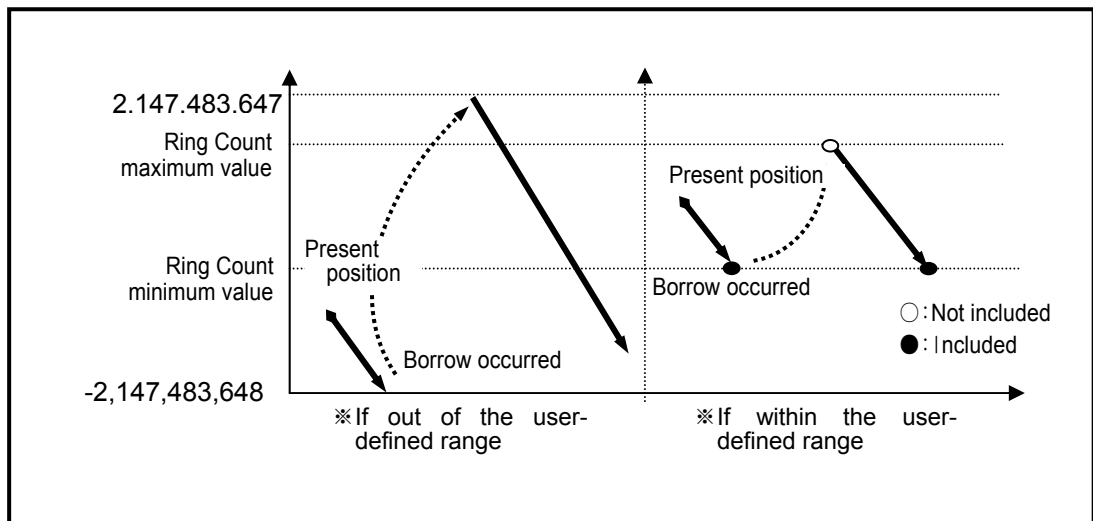 2.147.483.647
Ring Count
maximum value
Present position
Present
position
Ring Count
minimum value
Borrow occurred
○: Not included
●: Included
Borrow occurred
-2,147,483,648
※If out of the user-
defined range
※If within the user-
defined range